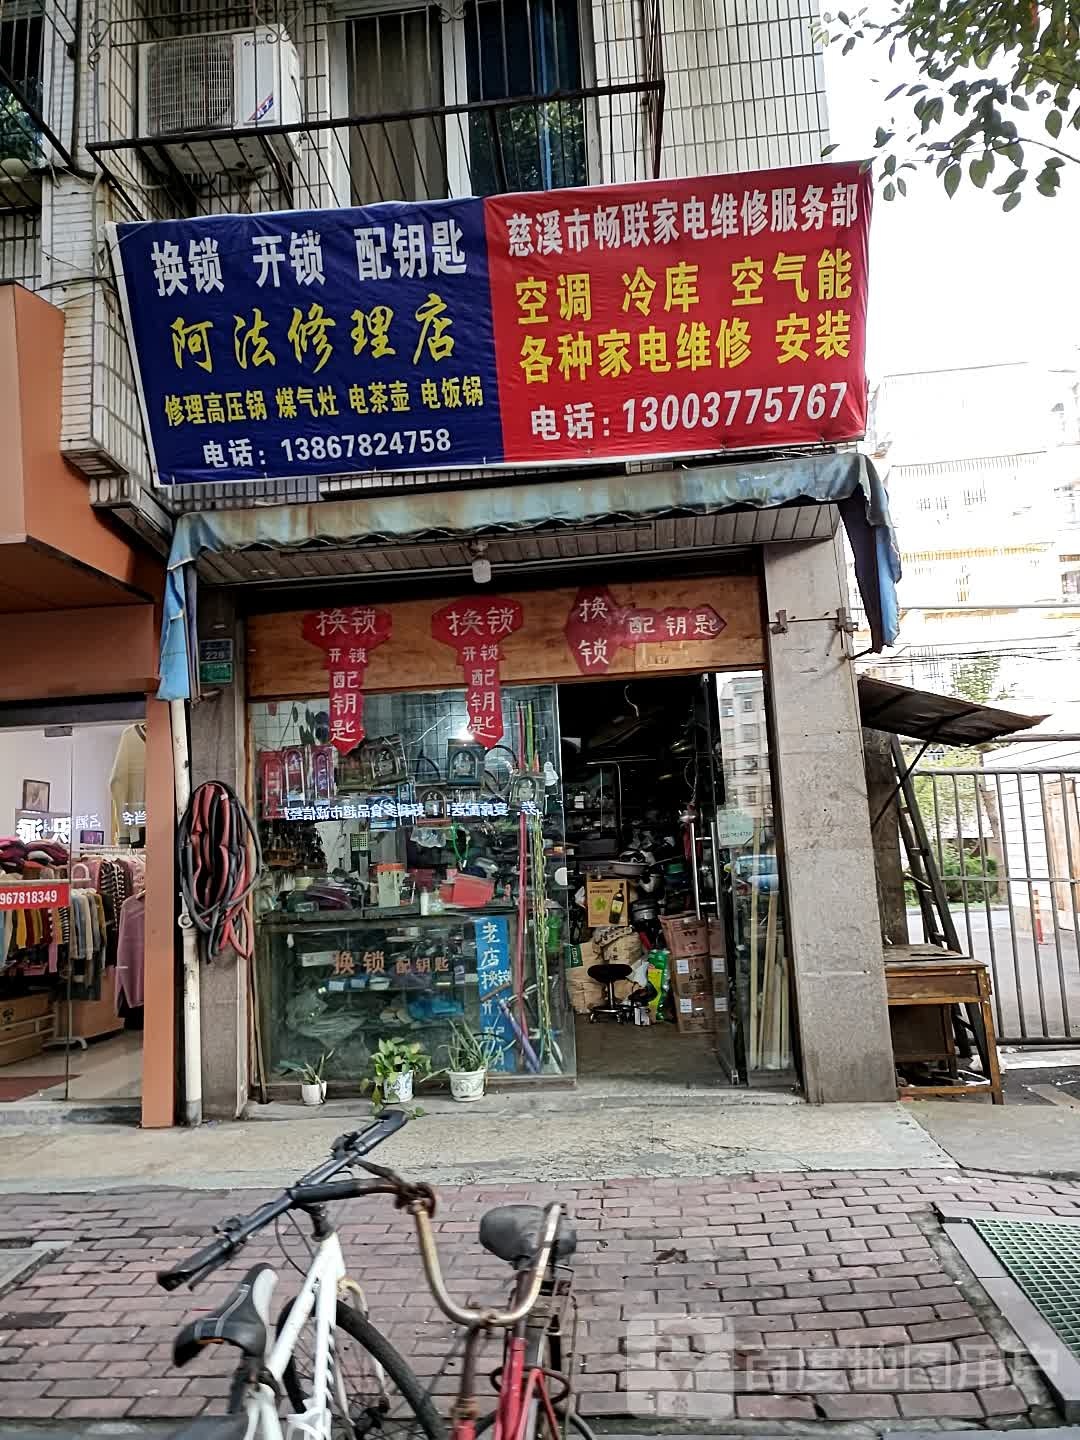 换锁 开锁 配钥匙
阿法修理店
修理高压锅 煤气灶 电茶壶 电饭锅
电话：13867824758
慈溪市畅联家电维修服务部
空调 冷库 空气能
各种家电维修 安装
电话：13003775767
换锁
开锁
配钥匙
换锁
开锁
配钥匙
换锁
配钥匙
228
967818349
换锁 配钥匙
老店
换锁
开
配
百度地图用户